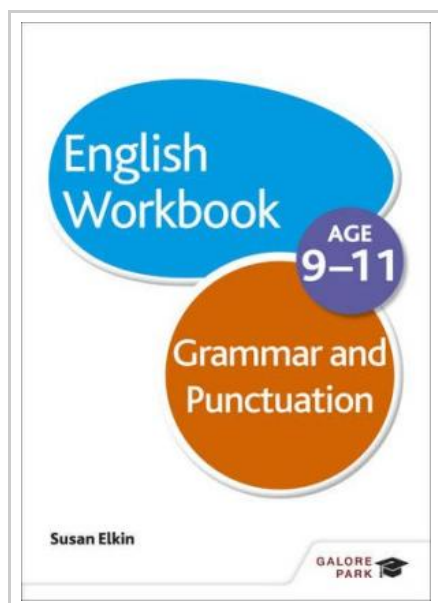 English
Workbook
AGE
9–11
Grammar and
Punctuation
Susan Elkin
GALORE
PARK